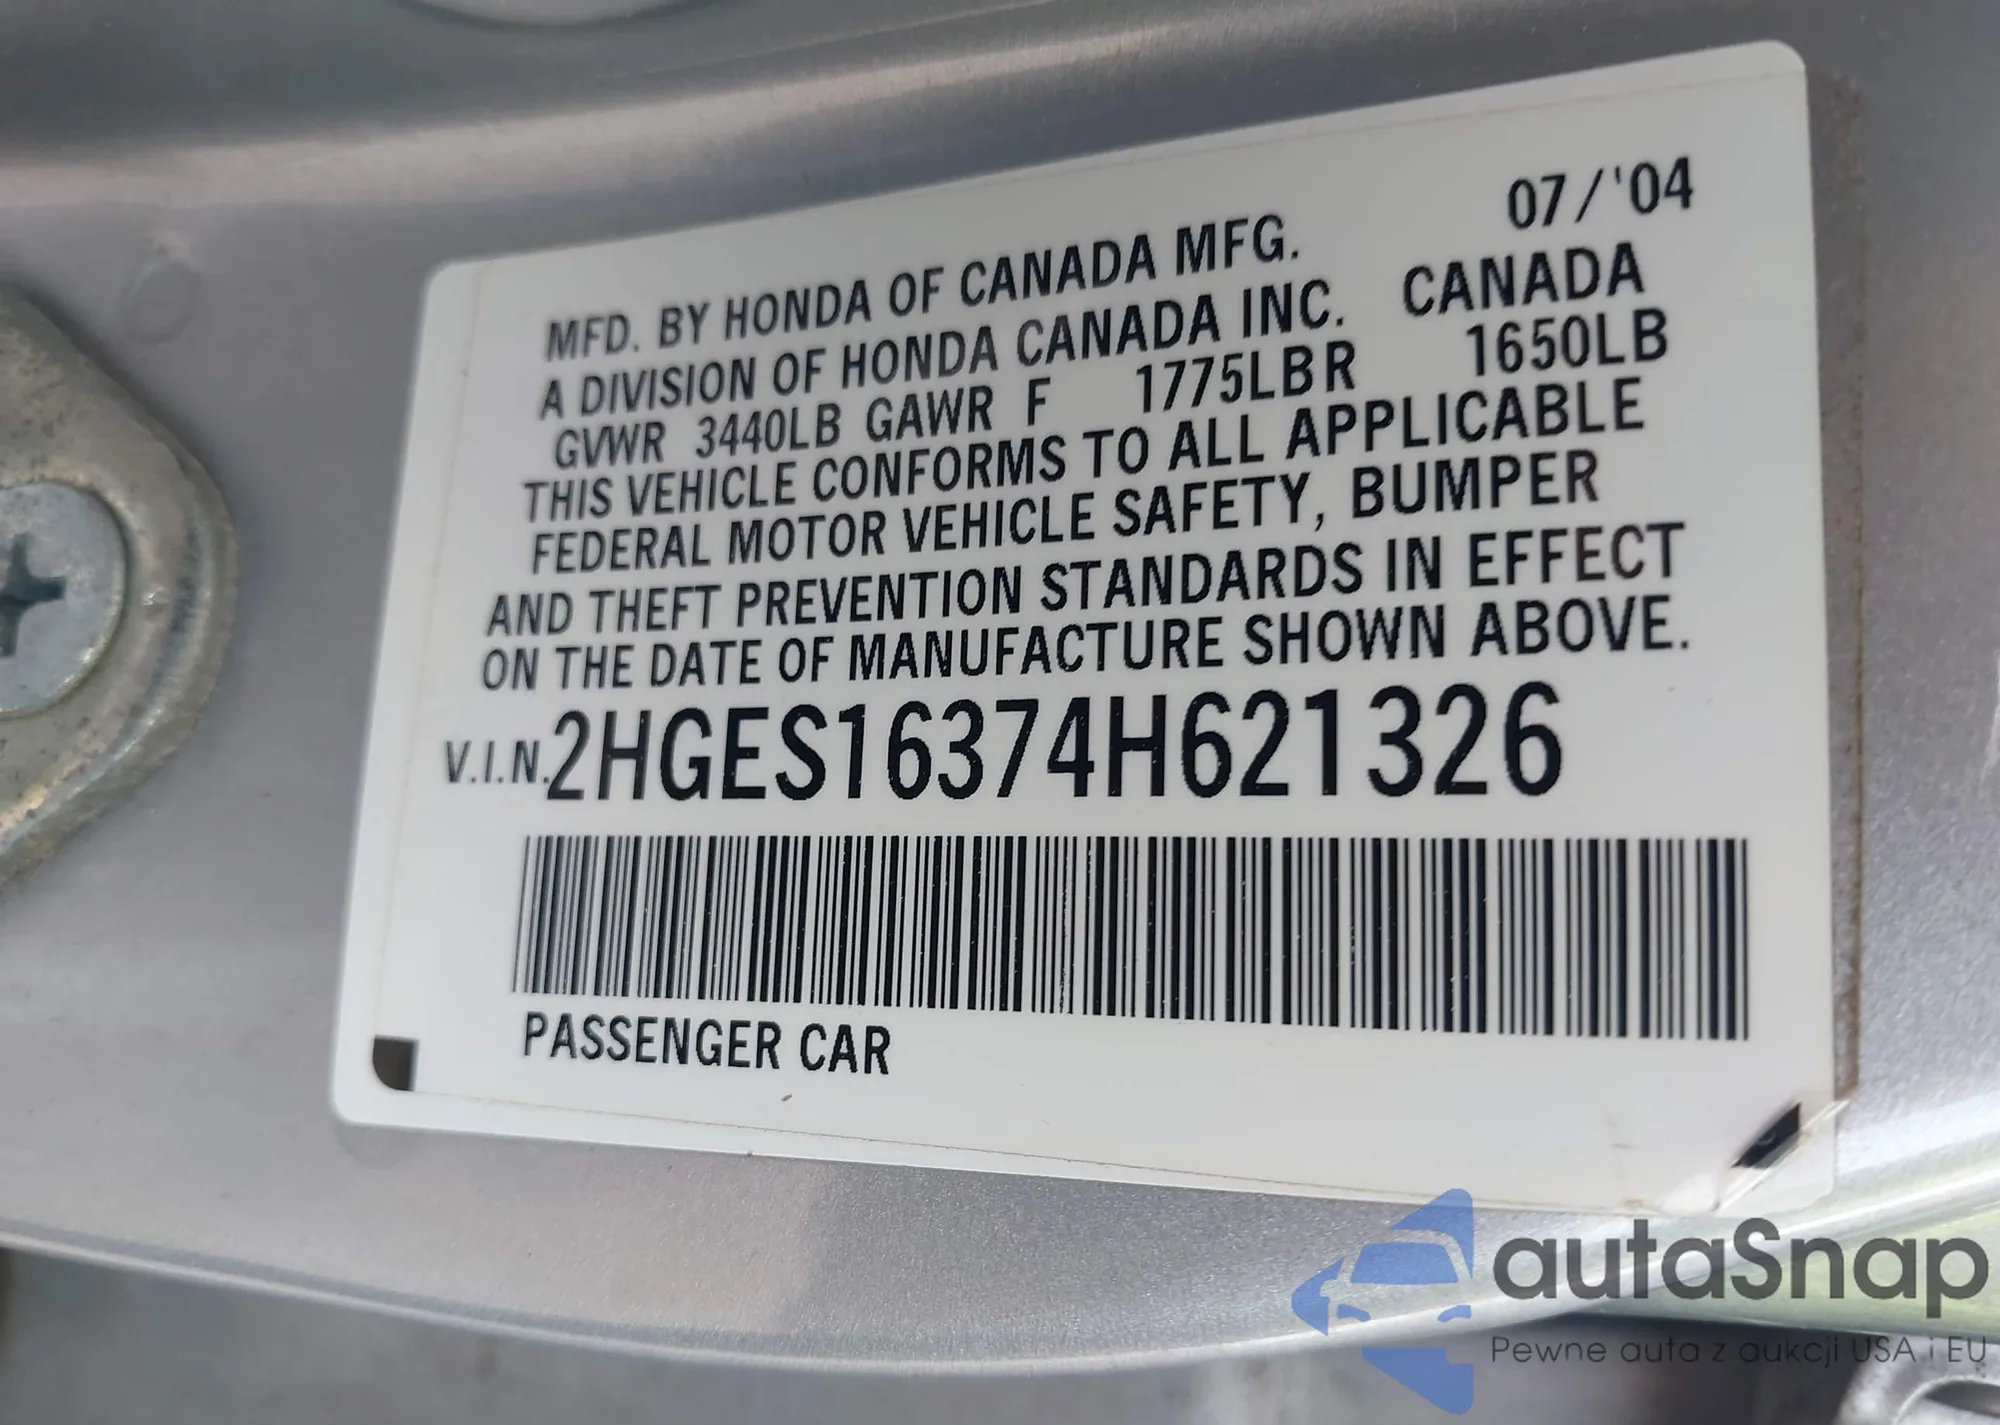 07/'04
MFD. BY HONDA OF CANADA MFG.
A DIVISION OF HONDA CANADA INC. CANADA
GVWR 3440LB GAWR F 1775LBR 1650LB
THIS VEHICLE CONFORMS TO ALL APPLICABLE
FEDERAL MOTOR VEHICLE SAFETY, BUMPER
AND THEFT PREVENTION STANDARDS IN EFFECT
ON THE DATE OF MANUFACTURE SHOWN ABOVE.
V.I.N.2HGES16374H621326
PASSENGER CAR
autaSnap
Pewne auta z aukcji USA i EU